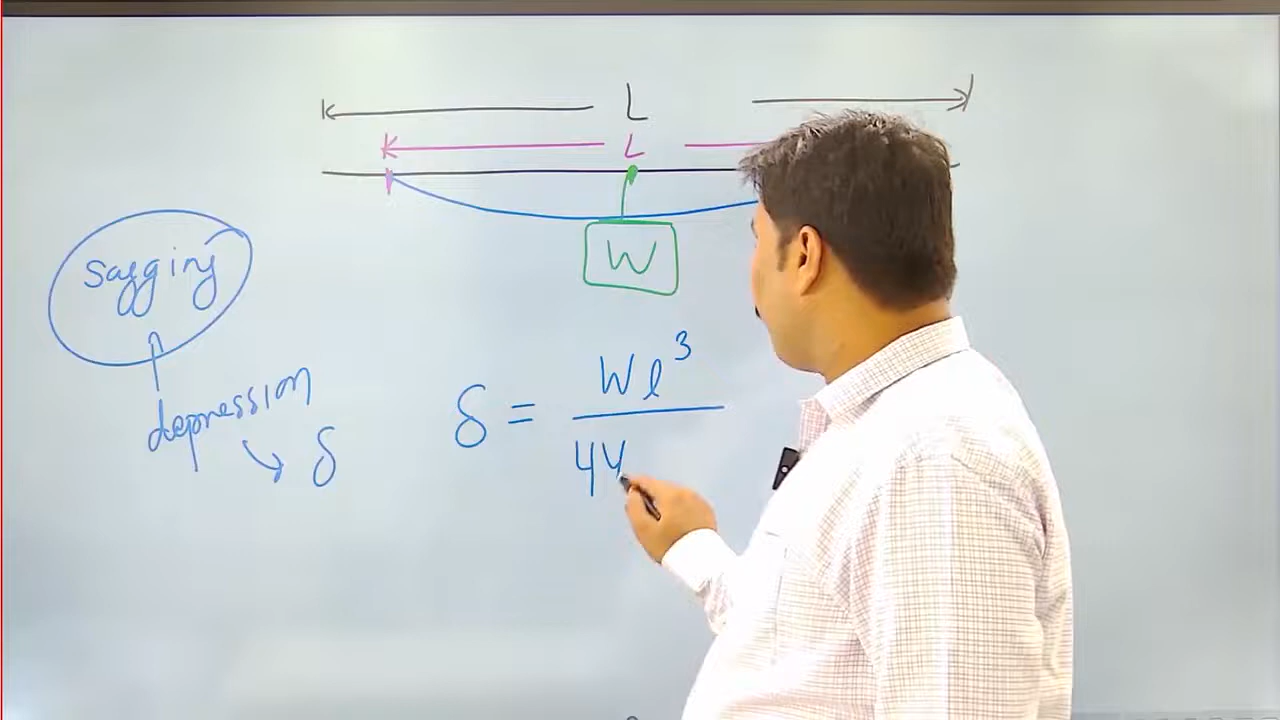 L
L
W
sagging
depression
δ
δ = Wl³
4Y